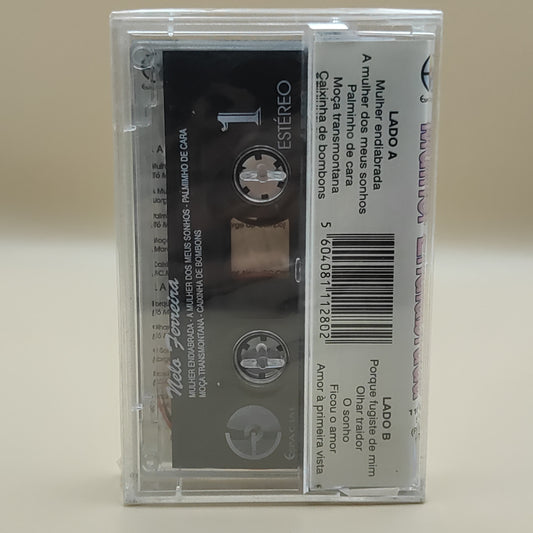 Mulher Endiabrada
LADO A
Mulher endiabrada
A mulher dos meus sonhos
Palminho de cara
Moça transmontana
Caixinha de bombons
5 604081 112802
LADO B
Porque fugiste de mim
Olhar traidor
O sonho
Ficou o amor
Amor à primeira vista
1
ESTÉREO
Nelo Ferreira
MULHER ENDIABRADA - A MULHER DOS MEUS SONHOS - PALMINHO DE CARA
MOÇA TRANSMONTANA - CAIXINHA DE BOMBONS